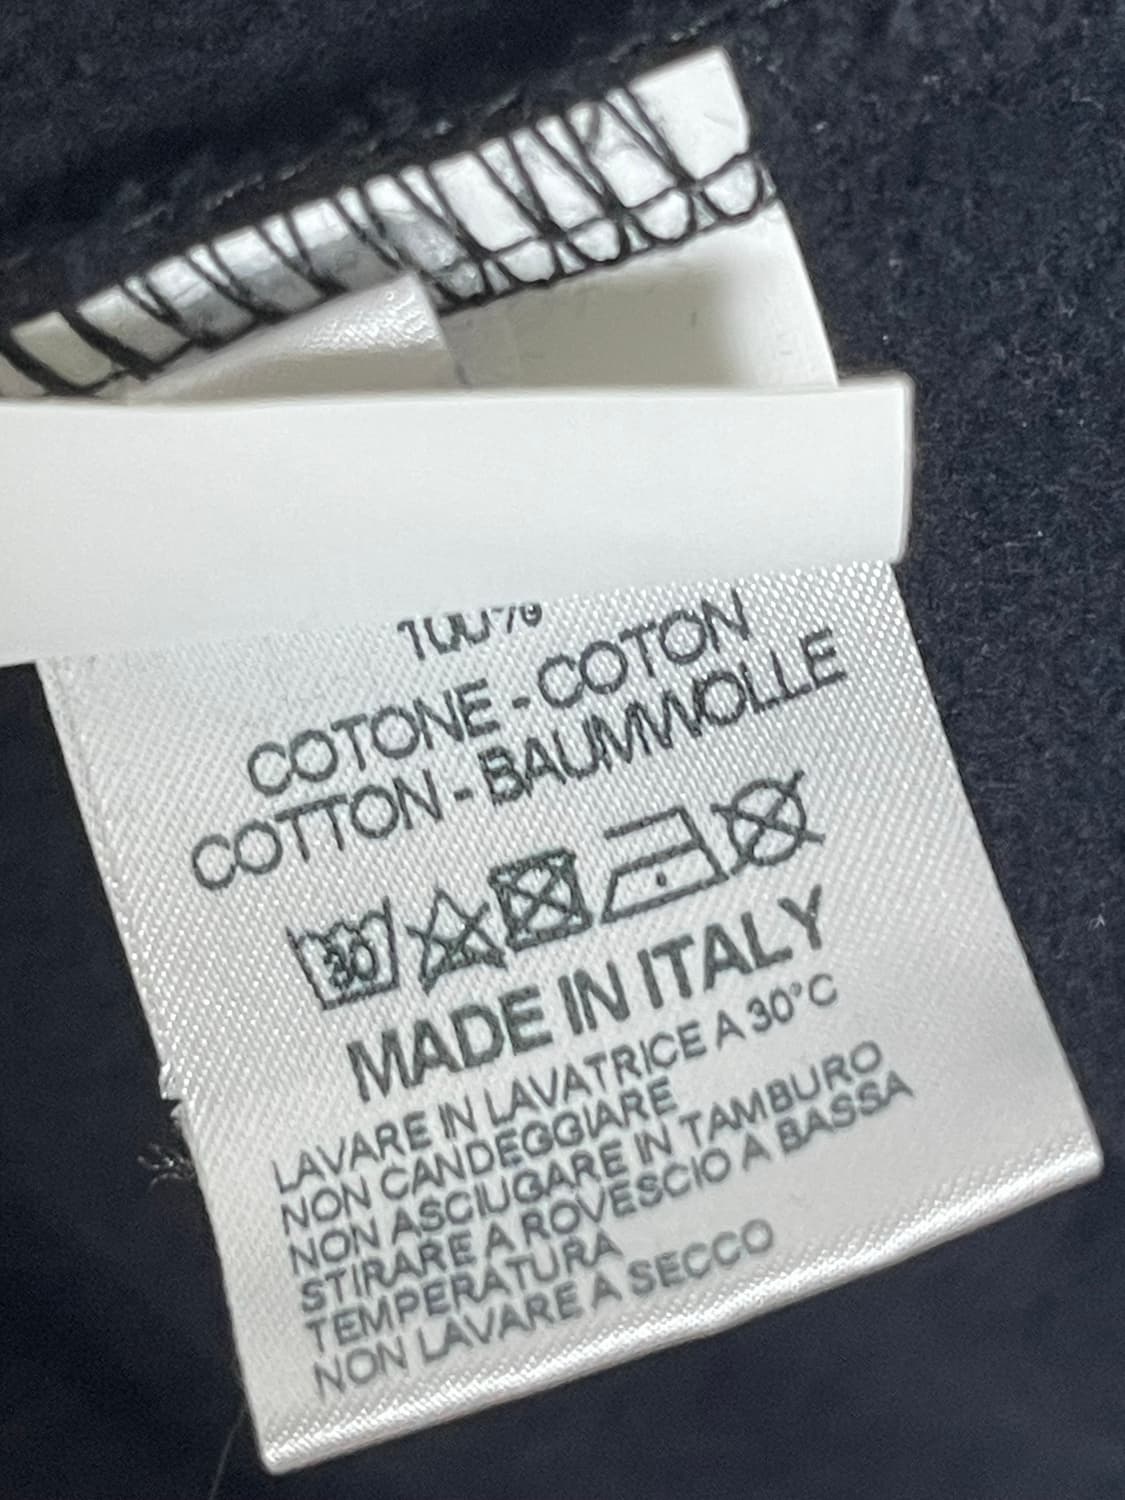 100%
COTONE - COTON
COTTON - BAUMWOLLE
30
MADE IN ITALY
LAVARE IN LAVATRICE A 30°C
NON CANDEGGIARE
NON ASCIUGARE IN TAMBURO
STIRARE A ROVESCIO A BASSA
TEMPERATURA
NON LAVARE A SECCO